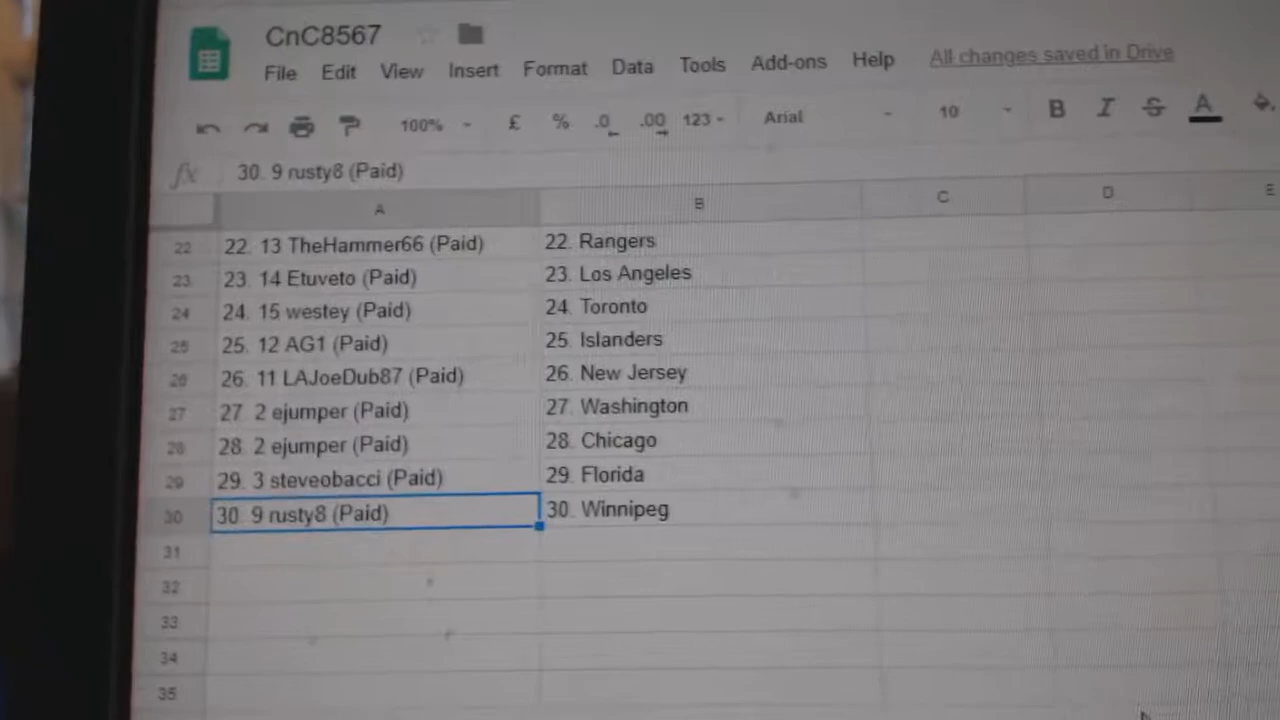 CnC8567
File Edit View Insert Format Data Tools Add-ons Help All changes saved in Drive
100% £ % .0 .00 123 Arial 10 B I S A
fx 30. 9 rusty8 (Paid)
A B C D E
22 22. 13 TheHammer66 (Paid) 22. Rangers
23 23. 14 Etuveto (Paid) 23. Los Angeles
24 24. 15 westey (Paid) 24. Toronto
25 25. 12 AG1 (Paid) 25. Islanders
26 26. 11 LAJoeDub87 (Paid) 26. New Jersey
27 27. 2 ejumper (Paid) 27. Washington
28 28. 2 ejumper (Paid) 28. Chicago
29 29. 3 steveobacci (Paid) 29. Florida
30 30. 9 rusty8 (Paid) 30. Winnipeg
31
32
33
34
35